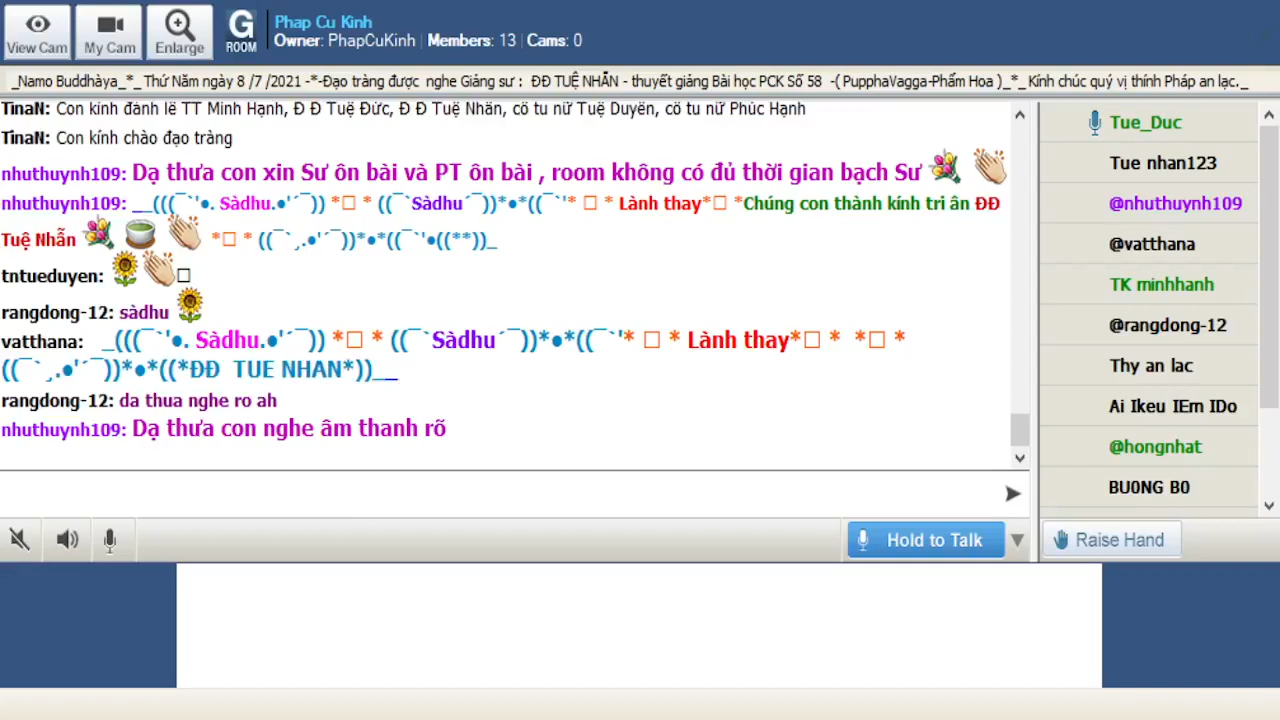 View Cam
My Cam
Enlarge
G
ROOM
Phap Cu Kinh
Owner: PhapCuKinh | Members: 13 | Cams: 0
_Namo Buddhàya_*_ Thứ Năm ngày 8 /7 /2021 -*-Đạo tràng được nghe Giảng sư : ĐĐ TUỆ NHẪN - thuyết giảng Bài học PCK Số 58 -( PupphaVagga-Phẩm Hoa )_*_Kính chúc quý vị thính Pháp an lạc._
TinaN: Con kính đảnh lễ TT Minh Hạnh, Đ Đ Tuệ Đức, Đ Đ Tuệ Nhãn, cô tu nữ Tuệ Duyên, cô tu nữ Phúc Hạnh
TinaN: Con kính chào đạo tràng
nhuthuynh109: Dạ thưa con xin Sư ôn bài và PT ôn bài , room không có đủ thời gian bạch Sư
nhuthuynh109: __(((¯`'●. Sàdhu.●'´¯)) *□ * ((¯`Sàdhu´¯))*●*((¯`'* □ * Lành thay*□ *Chúng con thành kính tri ân ĐĐ
Tuệ Nhẫn *□ * ((¯`¸.●'´¯))*●*((¯`'●((**))_
tntueduyen: □
rangdong-12: sàdhu
vatthana: _(((¯`'●. Sàdhu.●'´¯)) *□ * ((¯`Sàdhu´¯))*●*((¯`'* □ * Lành thay*□ * *□ *
((¯`¸.●'´¯))*●*((*ĐĐ TUE NHAN*))__
rangdong-12: da thua nghe ro ah
nhuthuynh109: Dạ thưa con nghe âm thanh rõ
Hold to Talk
Tue_Duc
Tue nhan123
@nhuthuynh109
@vatthana
TK minhhanh
@rangdong-12
Thy an lac
Ai Ikeu IEm IDo
@hongnhat
BU0NG B0
Raise Hand